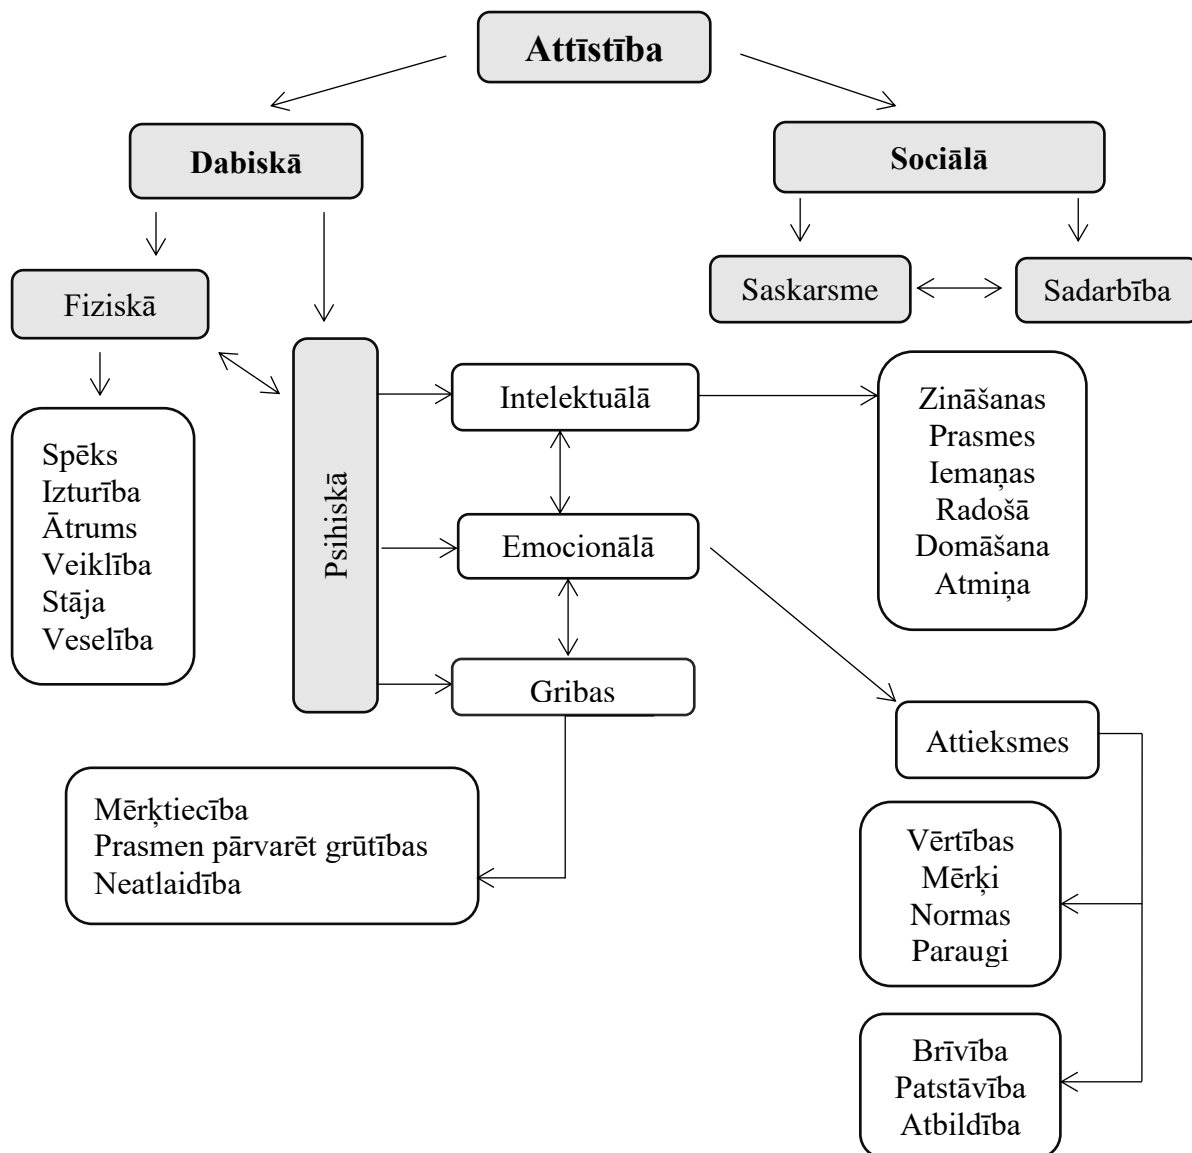 Attīstība
Dabiskā
Sociālā
Fiziskā
Saskarsme
Sadarbība
Psihiskā
Intelektuālā
Emocionālā
Gribas
Spēks
Izturība
Ātrums
Veiklība
Stāja
Veselība
Zināšanas
Prasmes
Iemaņas
Radošā
Domāšana
Atmiņa
Attieksmes
Mērķtiecība
Prasmen pārvarēt grūtības
Neatlaidība
Vērtības
Mērķi
Normas
Paraugi
Brīvība
Patstāvība
Atbildība